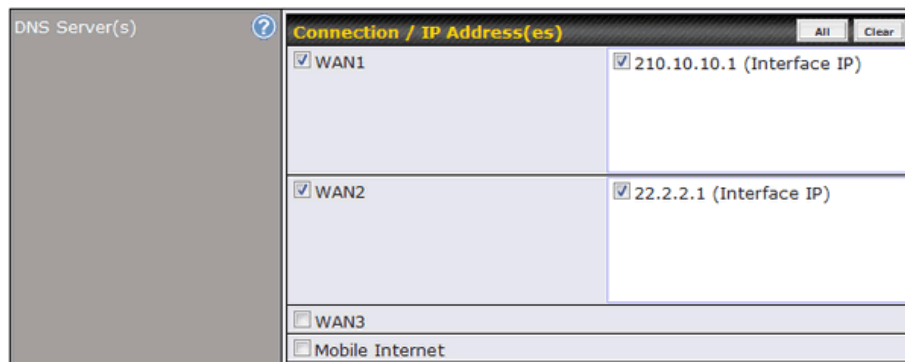 DNS Server(s) ?
Connection / IP Address(es) All Clear
WAN1 210.10.10.1 (Interface IP)
WAN2 22.2.2.1 (Interface IP)
WAN3
Mobile Internet